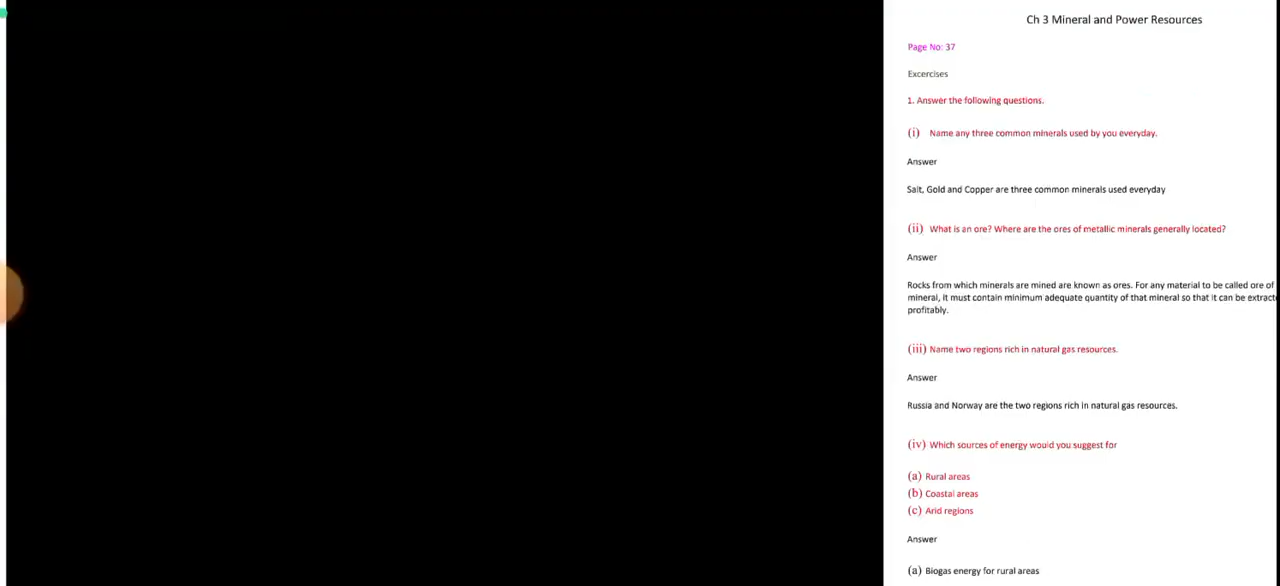 Ch 3 Mineral and Power Resources
Page No: 37
Excercises
1. Answer the following questions.
(i) Name any three common minerals used by you everyday.
Answer
Salt, Gold and Copper are three common minerals used everyday
(ii) What is an ore? Where are the ores of metallic minerals generally located?
Answer
Rocks from which minerals are mined are known as ores. For any material to be called ore of
mineral, it must contain minimum adequate quantity of that mineral so that it can be extract
profitably.
(iii) Name two regions rich in natural gas resources.
Answer
Russia and Norway are the two regions rich in natural gas resources.
(iv) Which sources of energy would you suggest for
(a) Rural areas
(b) Coastal areas
(c) Arid regions
Answer
(a) Biogas energy for rural areas